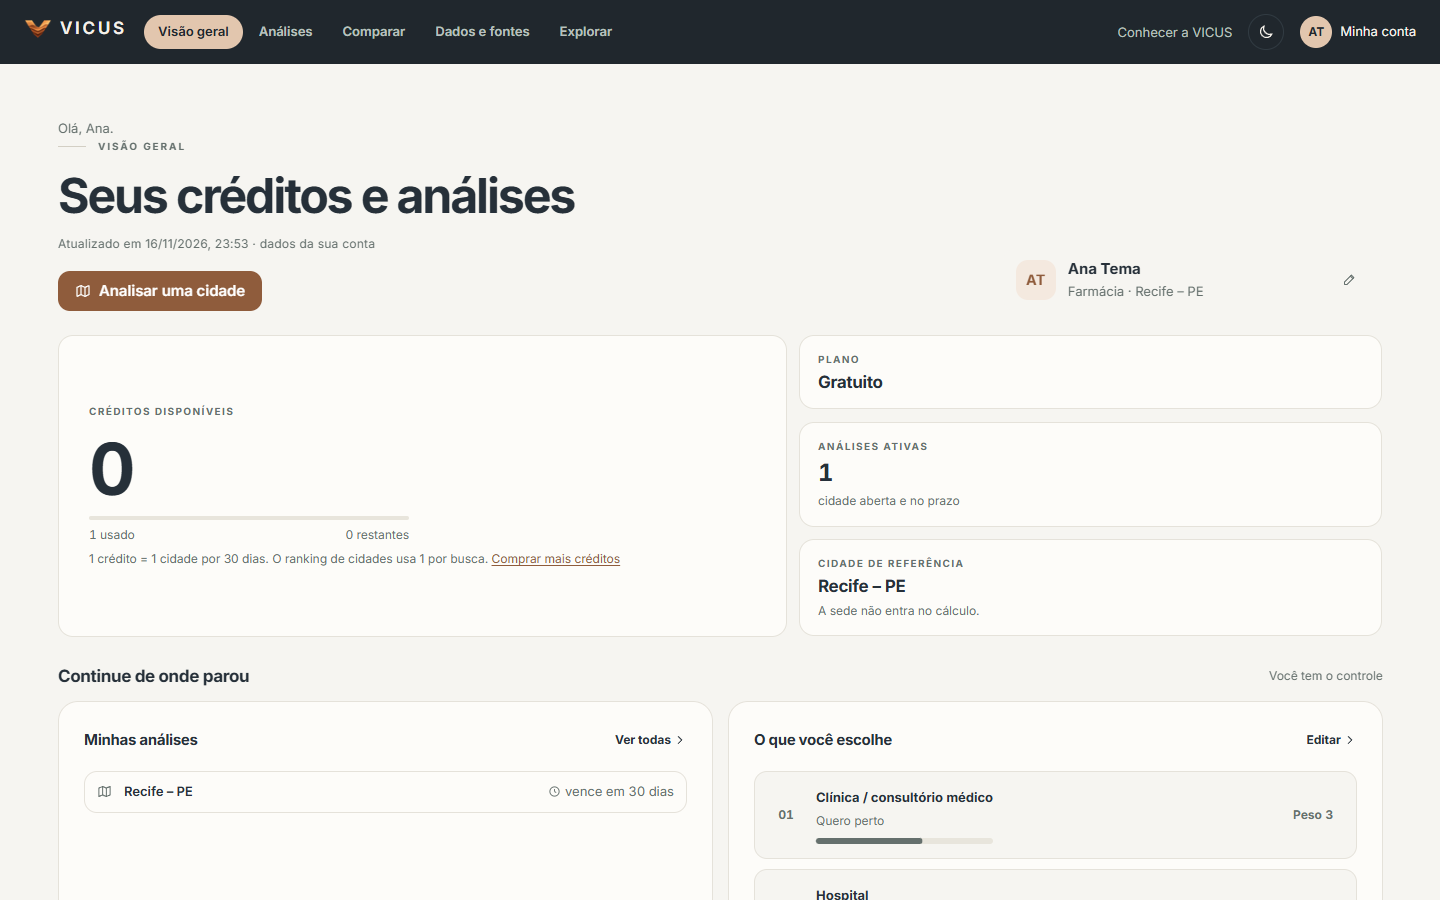 VICUS
Visão geral
Análises
Comparar
Dados e fontes
Explorar
Conhecer a VICUS
AT
Minha conta
Olá, Ana.
VISÃO GERAL
Seus créditos e análises
Atualizado em 16/11/2026, 23:53 · dados da sua conta
Analisar uma cidade
AT
Ana Tema
Farmácia · Recife – PE
CRÉDITOS DISPONÍVEIS
0
1 usado
0 restantes
1 crédito = 1 cidade por 30 dias. O ranking de cidades usa 1 por busca. Comprar mais créditos
PLANO
Gratuito
ANÁLISES ATIVAS
1
cidade aberta e no prazo
CIDADE DE REFERÊNCIA
Recife – PE
A sede não entra no cálculo.
Continue de onde parou
Você tem o controle
Minhas análises
Ver todas
Recife – PE
vence em 30 dias
O que você escolhe
Editar
01
Clínica / consultório médico
Quero perto
Peso 3
Hospital